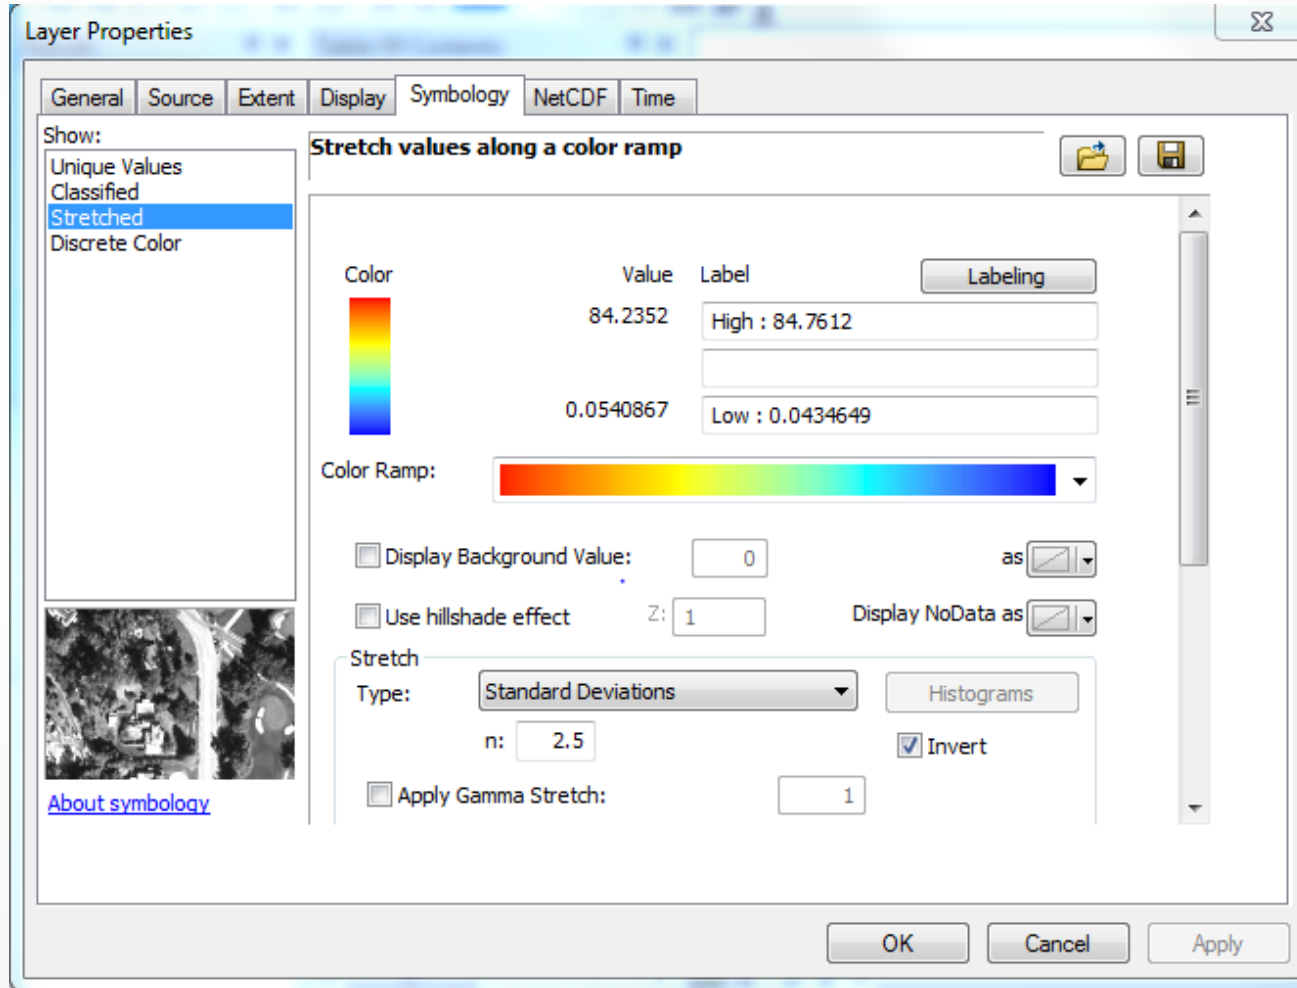 Layer Properties
General Source Extent Display Symbology NetCDF Time
Show:
Unique Values
Classified
Stretched
Discrete Color
About symbology
Stretch values along a color ramp
Color Value Label Labeling
84.2352 High : 84.7612
0.0540867 Low : 0.0434649
Color Ramp:
Display Background Value: 0 as
Use hillshade effect Z: 1 Display NoData as
Stretch
Type: Standard Deviations Histograms
n: 2.5 Invert
Apply Gamma Stretch: 1
OK Cancel Apply